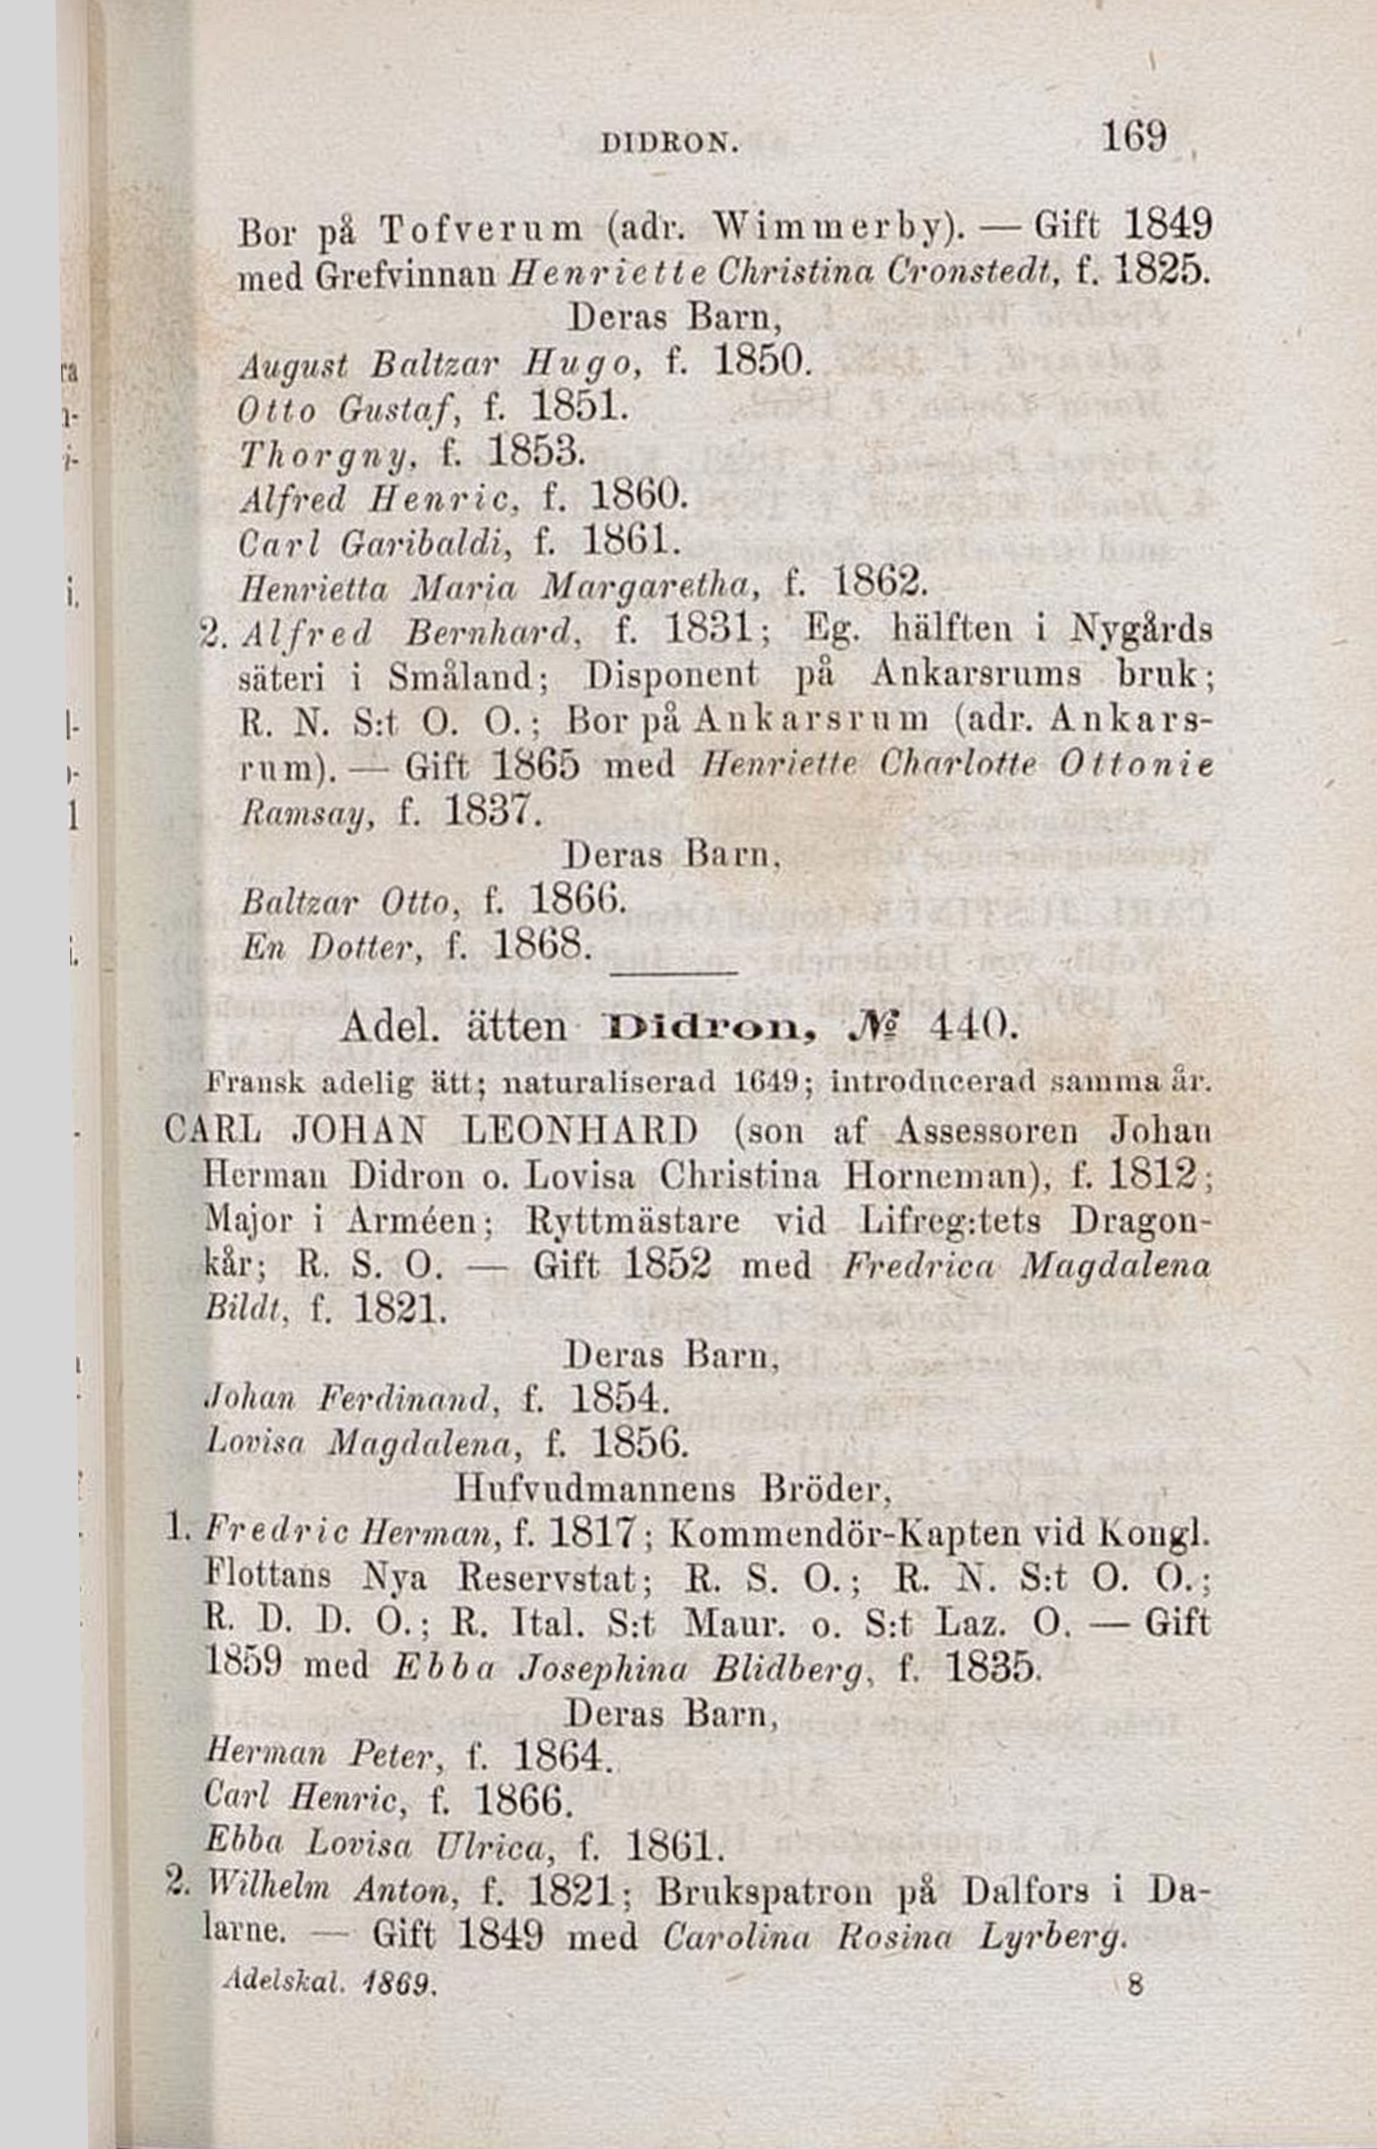 DIDRON. 169
Bor på Tofverum (adr. Wimmerby). — Gift 1849
med Grefvinnan Henriette Christina Cronstedt, f. 1825.
Deras Barn,
August Baltzar Hugo, f. 1850.
Otto Gustaf, f. 1851.
Thorgny, f. 1853.
Alfred Henric, f. 1860.
Carl Garibaldi, f. 1861.
Henrietta Maria Margaretha, f. 1862.
2. Alfred Bernhard, f. 1831; Eg. hälften i Nygårds
säteri i Småland; Disponent på Ankarsrums bruk;
R. N. S:t O. O.; Bor på Ankarsrum (adr. Ankars-
rum). — Gift 1865 med Henriette Charlotte Ottonie
Ramsay, f. 1837.
Deras Barn,
Baltzar Otto, f. 1866.
En Dotter, f. 1868.
Adel. ätten Didron, № 440.
Fransk adelig ätt; naturaliserad 1649; introducerad samma år.
CARL JOHAN LEONHARD (son af Assessoren Johan
Herman Didron o. Lovisa Christina Horneman), f. 1812;
Major i Arméen; Ryttmästare vid Lifreg:tets Dragon-
kår; R. S. O. — Gift 1852 med Fredrica Magdalena
Bildt, f. 1821.
Deras Barn,
Johan Ferdinand, f. 1854.
Lovisa Magdalena, f. 1856.
Hufvudmannens Bröder,
1. Fredric Herman, f. 1817; Kommendör-Kapten vid Kongl.
Flottans Nya Reservstat; R. S. O.; R. N. S:t O. O.;
R. D. D. O.; R. Ital. S:t Maur. o. S:t Laz. O. — Gift
1859 med Ebba Josephina Blidberg, f. 1835.
Deras Barn,
Herman Peter, f. 1864.
Carl Henric, f. 1866.
Ebba Lovisa Ulrica, f. 1861.
2. Wilhelm Anton, f. 1821; Brukspatron på Dalfors i Da-
larne. — Gift 1849 med Carolina Rosina Lyrberg.
Adelskal. 1869. 8